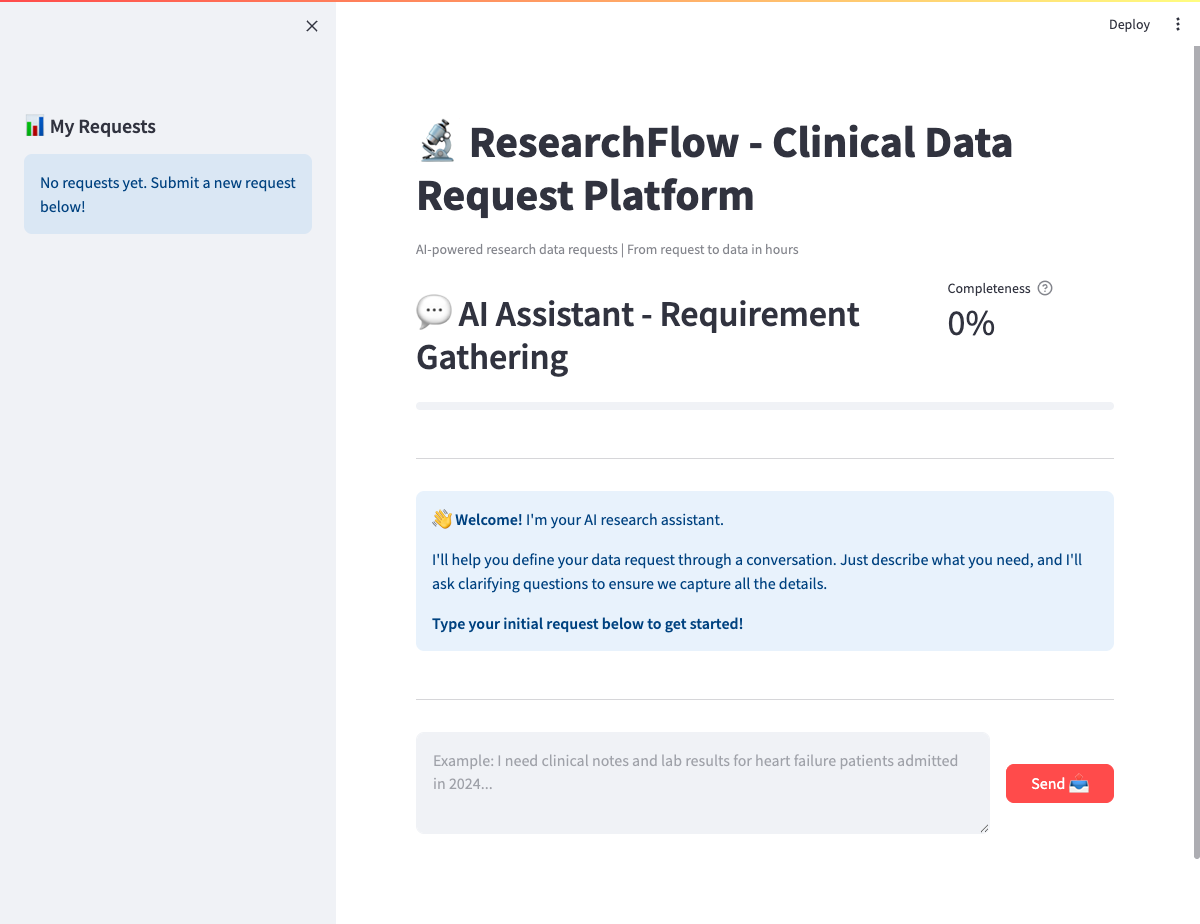 Deploy
My Requests
No requests yet. Submit a new request
below!
ResearchFlow - Clinical Data
Request Platform
AI-powered research data requests | From request to data in hours
AI Assistant - Requirement
Gathering
Completeness
0%
Welcome! I'm your AI research assistant.
I'll help you define your data request through a conversation. Just describe what you need, and I'll
ask clarifying questions to ensure we capture all the details.
Type your initial request below to get started!
Example: I need clinical notes and lab results for heart failure patients admitted
in 2024...
Send